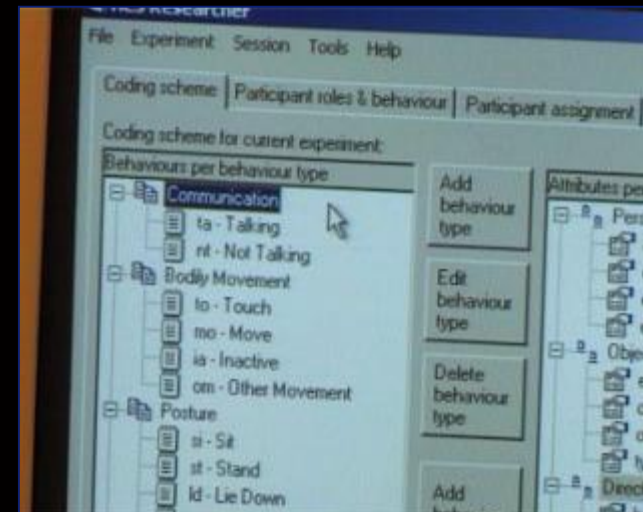 Researcher
File Experiment Session Tools Help
Coding scheme Participant roles & behaviour Participant assignment
Coding scheme for current experiment:
Behaviours per behaviour type
Communication
ta - Talking
nt - Not Talking
Bodily Movement
to - Touch
mo - Move
ia - Inactive
om - Other Movement
Posture
si - Sit
st - Stand
ld - Lie Down
Add
behaviour
type
Edit
behaviour
type
Delete
behaviour
type
Add
Attributes per